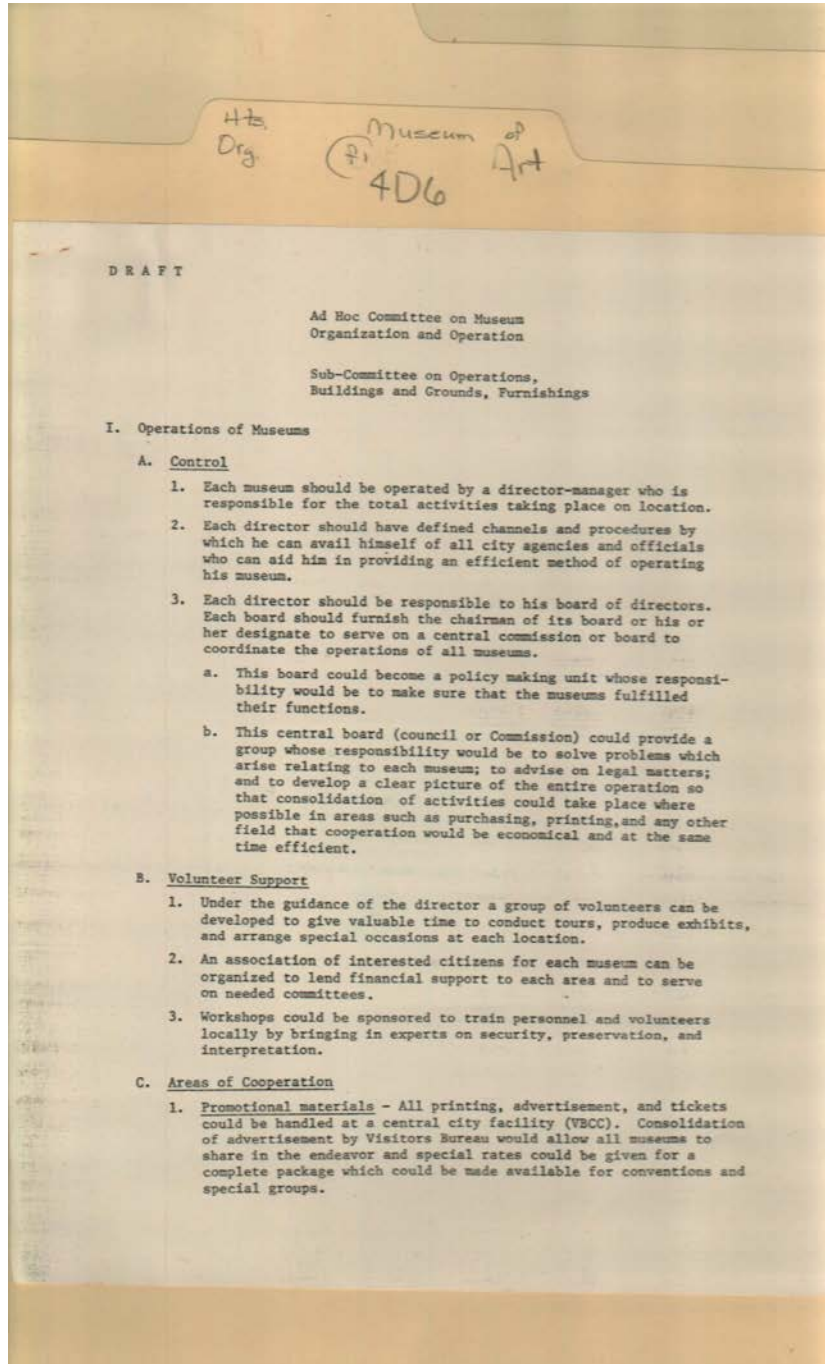 Hts.
Org.
Museum of
Art
4D6
D R A F T
Ad Hoc Committee on Museum
Organization and Operation
Sub-Committee on Operations,
Buildings and Grounds, Furnishings
I. Operations of Museums
A. Control
1. Each museum should be operated by a director-manager who is
responsible for the total activities taking place on location.
2. Each director should have defined channels and procedures by
which he can avail himself of all city agencies and officials
who can aid him in providing an efficient method of operating
his museum.
3. Each director should be responsible to his board of directors.
Each board should furnish the chairman of its board or his or
her designate to serve on a central commission or board to
coordinate the operations of all museums.
a. This board could become a policy making unit whose responsi-
bility would be to make sure that the museums fulfilled
their functions.
b. This central board (council or Commission) could provide a
group whose responsibility would be to solve problems which
arise relating to each museum; to advise on legal matters;
and to develop a clear picture of the entire operation so
that consolidation of activities could take place where
possible in areas such as purchasing, printing,and any other
field that cooperation would be economical and at the same
time efficient.
B. Volunteer Support
1. Under the guidance of the director a group of volunteers can be
developed to give valuable time to conduct tours, produce exhibits,
and arrange special occasions at each location.
2. An association of interested citizens for each museum can be
organized to lend financial support to each area and to serve
on needed committees.
3. Workshops could be sponsored to train personnel and volunteers
locally by bringing in experts on security, preservation, and
interpretation.
C. Areas of Cooperation
1. Promotional materials - All printing, advertisement, and tickets
could be handled at a central city facility (VBCC). Consolidation
of advertisement by Visitors Bureau would allow all museums to
share in the endeavor and special rates could be given for a
complete package which could be made available for conventions and
special groups.